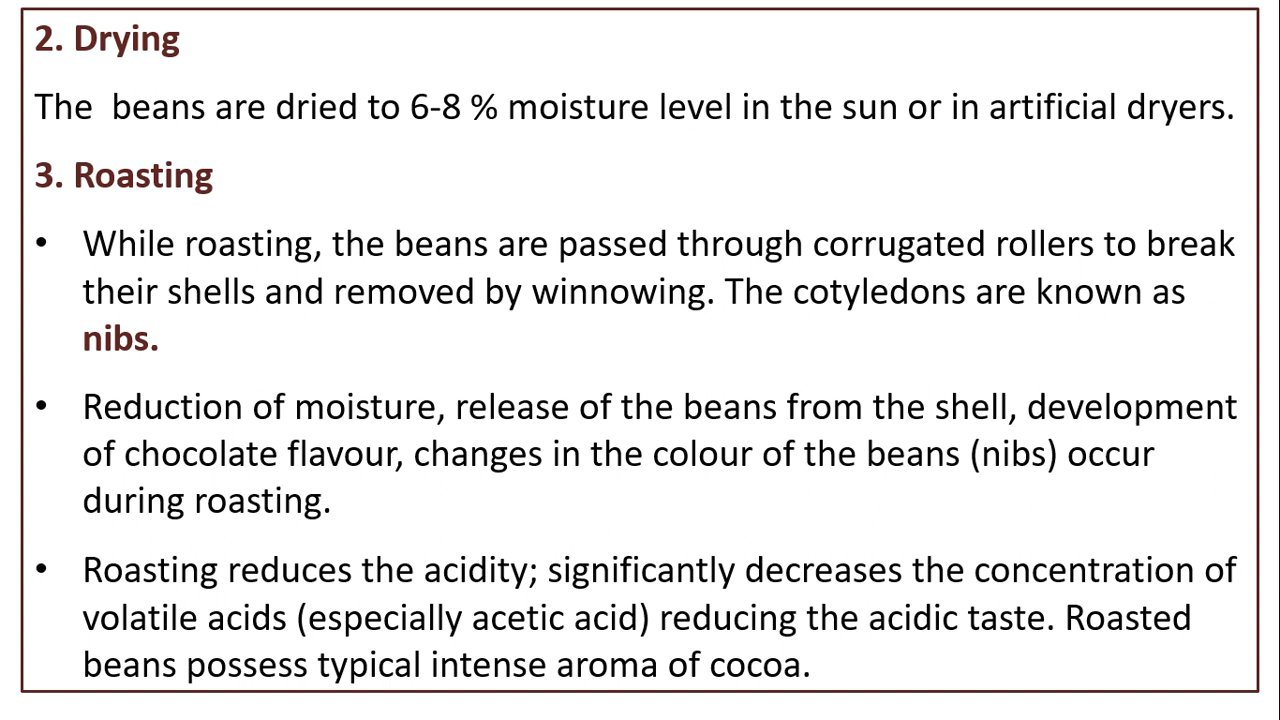 2. Drying
The beans are dried to 6-8 % moisture level in the sun or in artificial dryers.
3. Roasting
• While roasting, the beans are passed through corrugated rollers to break
their shells and removed by winnowing. The cotyledons are known as
nibs.
• Reduction of moisture, release of the beans from the shell, development
of chocolate flavour, changes in the colour of the beans (nibs) occur
during roasting.
• Roasting reduces the acidity; significantly decreases the concentration of
volatile acids (especially acetic acid) reducing the acidic taste. Roasted
beans possess typical intense aroma of cocoa.